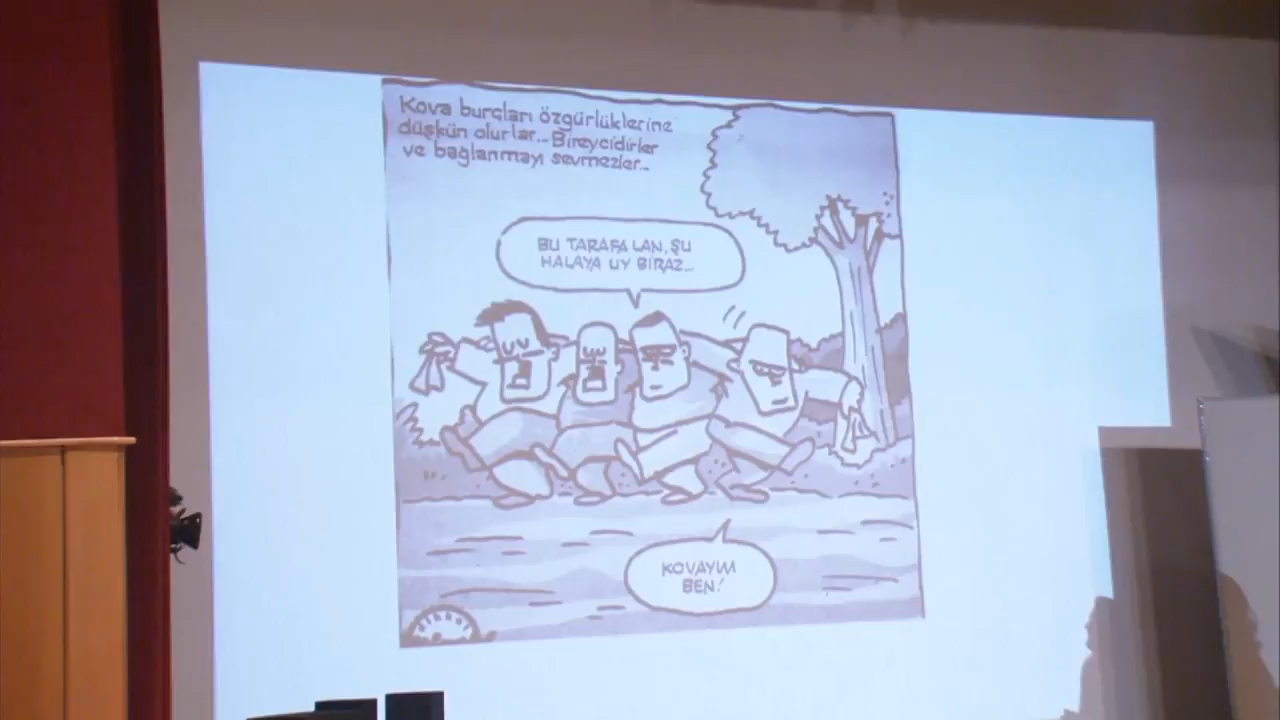 Kova burçları özgürlüklerine
düşkün olurlar... Bireycidirler
ve bağlanmayı sevmezler...
BU TARAFA LAN, ŞU
HALAYA UY BİRAZ...
KOVAYIM
BEN!